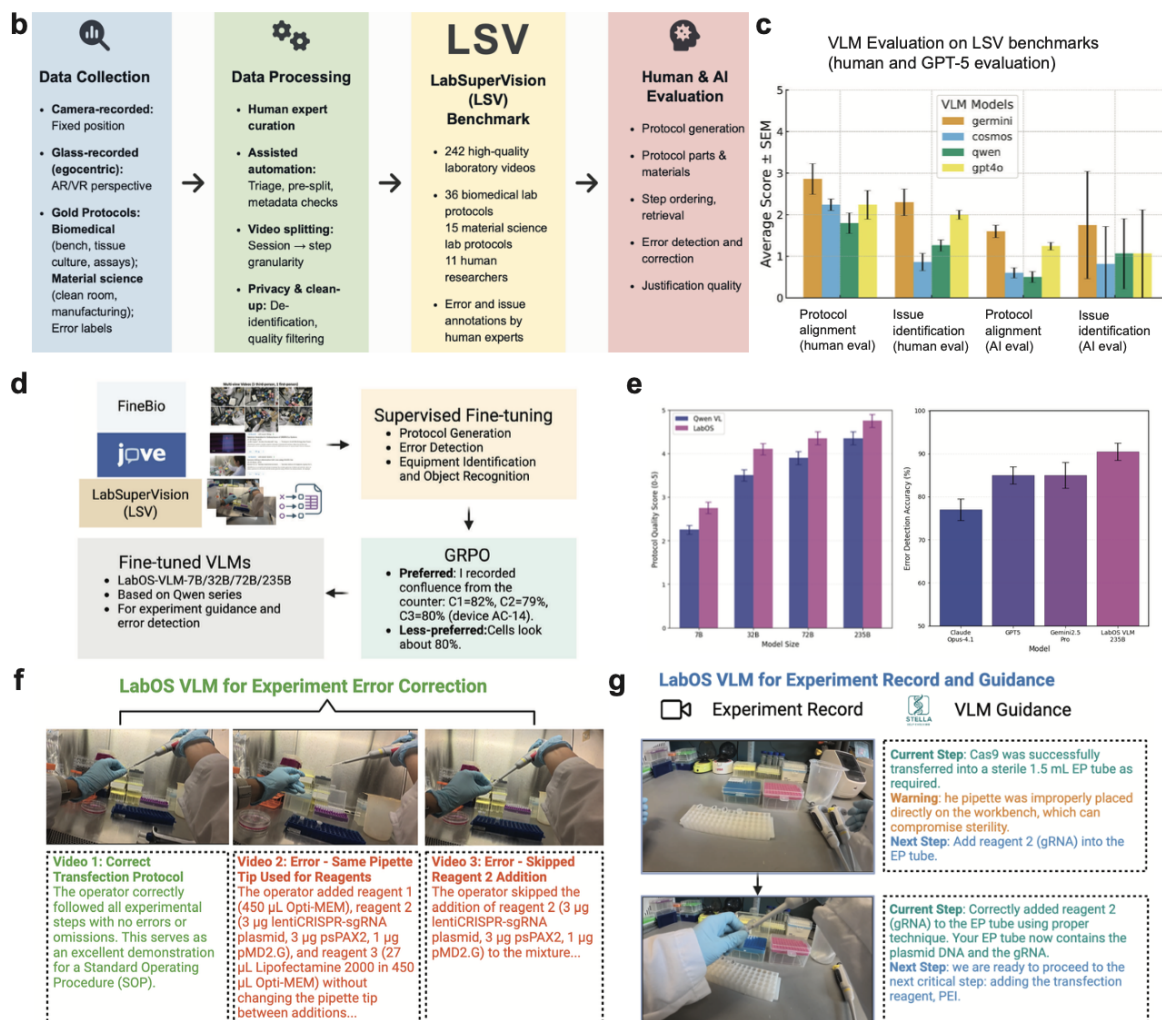 b
Data Collection
• Camera-recorded:
Fixed position
• Glass-recorded
(egocentric):
AR/VR perspective
• Gold Protocols:
Biomedical
(bench, tissue
culture, assays);
Material science
(clean room,
manufacturing);
Error labels
Data Processing
• Human expert
curation
• Assisted
automation:
Triage, pre-split,
metadata checks
• Video splitting:
Session → step
granularity
• Privacy & clean-
up: De-
identification,
quality filtering
LSV
LabSuperVision
(LSV)
Benchmark
• 242 high-quality
laboratory videos
• 36 biomedical lab
protocols
15 material science
lab protocols
11 human
researchers
• Error and issue
annotations by
human experts
Human & AI
Evaluation
• Protocol generation
• Protocol parts &
materials
• Step ordering,
retrieval
• Error detection and
correction
• Justification quality
c
VLM Evaluation on LSV benchmarks
(human and GPT-5 evaluation)
Average Score ± SEM
5
4
3
2
1
0
VLM Models
germini
cosmos
qwen
gpt4o
Protocol
alignment
(human eval)
Issue
identification
(human eval)
Protocol
alignment
(AI eval)
Issue
identification
(AI eval)
d
FineBio
jove
LabSuperVision
(LSV)
Supervised Fine-tuning
• Protocol Generation
• Error Detection
• Equipment Identification
and Object Recognition
GRPO
• Preferred: I recorded
confluence from the
counter: C1=82%, C2=79%,
C3=80% (device AC-14).
• Less-preferred:Cells look
about 80%.
Fine-tuned VLMs
• LabOS-VLM-7B/32B/72B/235B
• Based on Qwen series
• For experiment guidance and
error detection
e
Protocol Quality Score (0-5)
5
4
3
2
1
0
Qwen VL
LabOS
7B
32B
72B
235B
Model Size
Error Detection Accuracy (%)
100
90
80
70
60
50
Claude
Opus-4.1
GPT5
Gemini2.5
Pro
LabOS VLM
235B
Model
f
LabOS VLM for Experiment Error Correction
Video 1: Correct
Transfection Protocol
The operator correctly
followed all experimental
steps with no errors or
omissions. This serves as
an excellent demonstration
for a Standard Operating
Procedure (SOP).
Video 2: Error - Same Pipette
Tip Used for Reagents
The operator added reagent 1
(450 µL Opti-MEM), reagent 2
(3 µg lentiCRISPR-sgRNA
plasmid, 3 µg psPAX2, 1 µg
pMD2.G), and reagent 3 (27
µL Lipofectamine 2000 in 450
µL Opti-MEM) without
changing the pipette tip
between additions...
Video 3: Error - Skipped
Reagent 2 Addition
The operator skipped the
addition of reagent 2 (3 µg
lentiCRISPR-sgRNA
plasmid, 3 µg psPAX2, 1 µg
pMD2.G) to the mixture...
g
LabOS VLM for Experiment Record and Guidance
Experiment Record
STELLA
VLM Guidance
Current Step: Cas9 was successfully
transferred into a sterile 1.5 mL EP tube as
required.
Warning: he pipette was improperly placed
directly on the workbench, which can
compromise sterility.
Next Step: Add reagent 2 (gRNA) into the
EP tube.
Current Step: Correctly added reagent 2
(gRNA) to the EP tube using proper
technique. Your EP tube now contains the
plasmid DNA and the gRNA.
Next Step: we are ready to proceed to the
next critical step: adding the transfection
reagent, PEI.